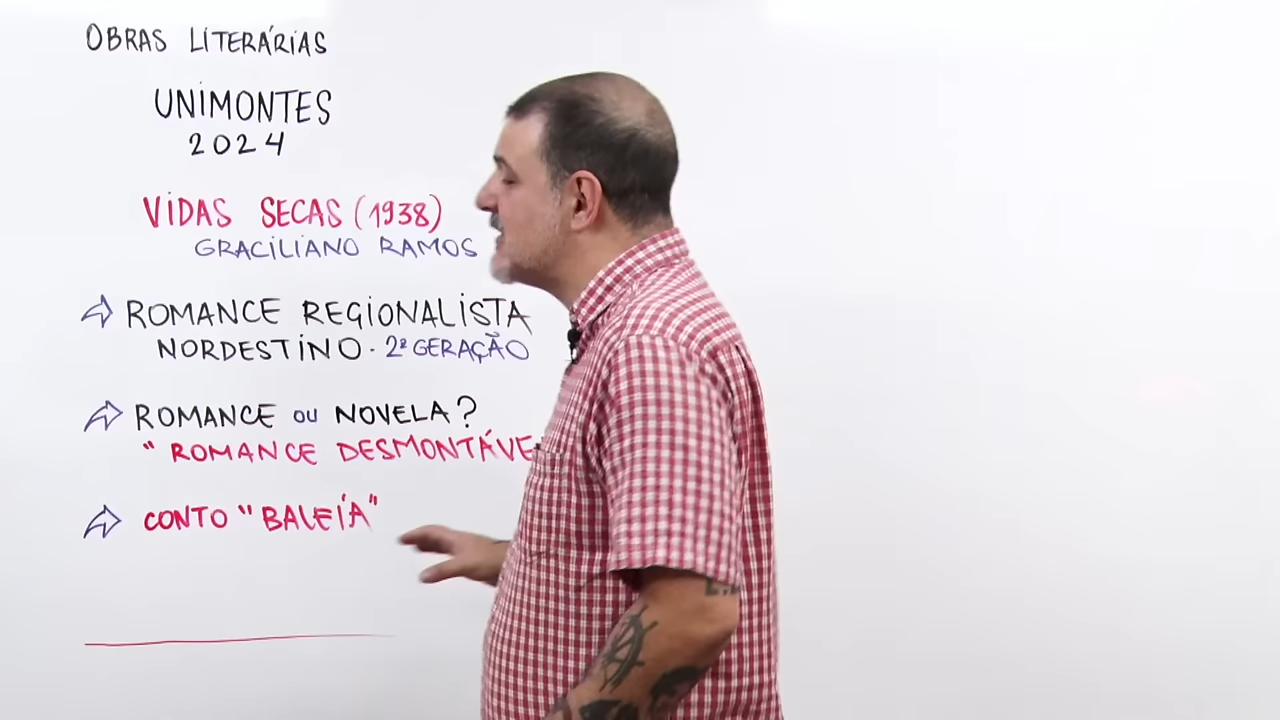 OBRAS LITERÁRIAS
UNIMONTES
2024
VIDAS SECAS (1938)
GRACILIANO RAMOS
ROMANCE REGIONALISTA
NORDESTINO - 2ª GERAÇÃO
ROMANCE OU NOVELA?
"ROMANCE DESMONTÁVE
CONTO "BALEIA"